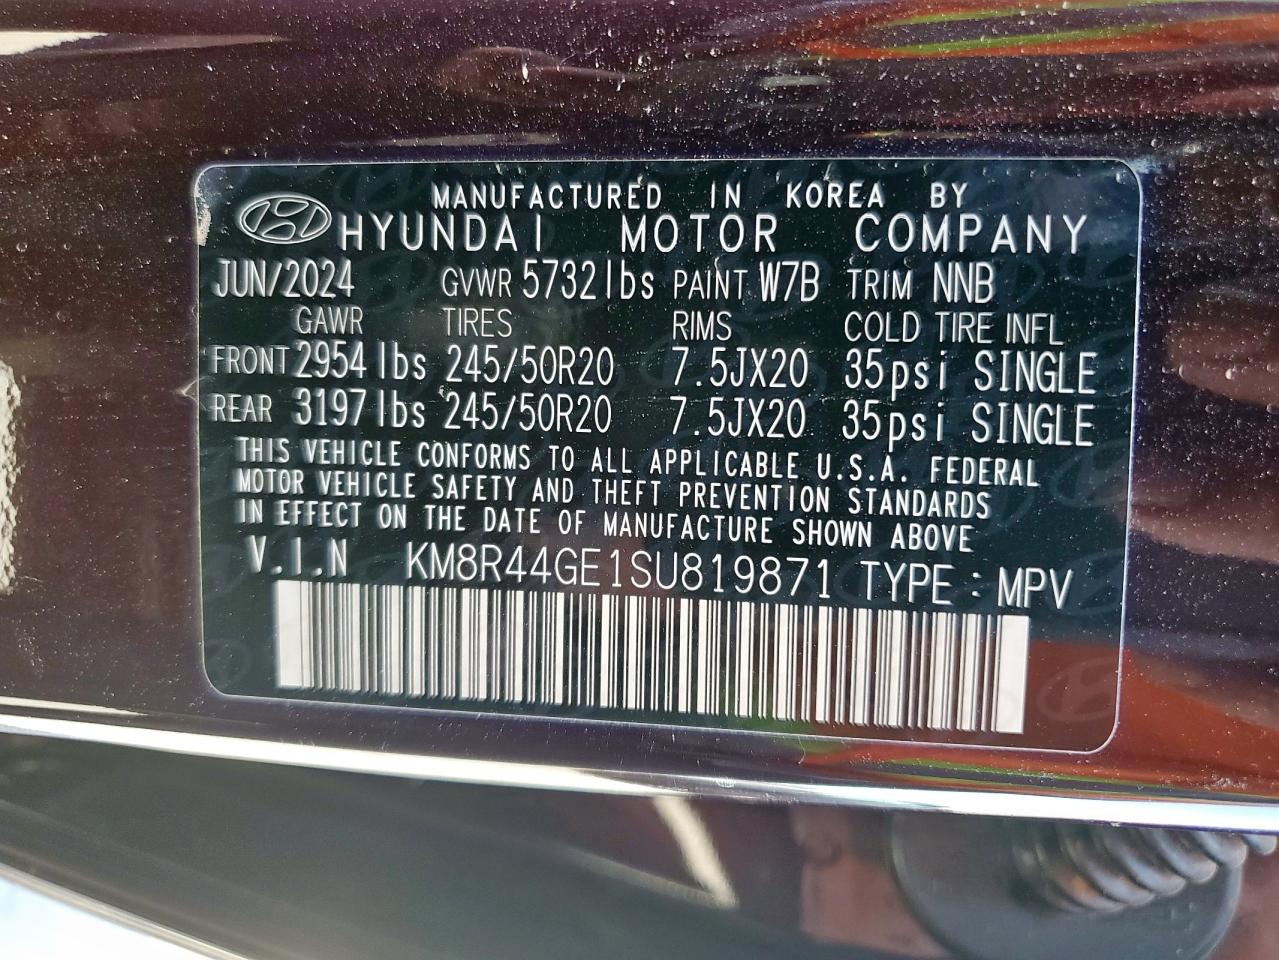 MANUFACTURED IN KOREA BY
HYUNDAI MOTOR COMPANY
JUN/2024 GVWR 5732lbs PAINT W7B TRIM NNB
GAWR TIRES RIMS COLD TIRE INFL
FRONT 2954lbs 245/50R20 7.5JX20 35psi SINGLE
REAR 3197lbs 245/50R20 7.5JX20 35psi SINGLE
THIS VEHICLE CONFORMS TO ALL APPLICABLE U.S.A. FEDERAL
MOTOR VEHICLE SAFETY AND THEFT PREVENTION STANDARDS
IN EFFECT ON THE DATE OF MANUFACTURE SHOWN ABOVE
V.I.N KM8R44GE1SU819871 TYPE : MPV